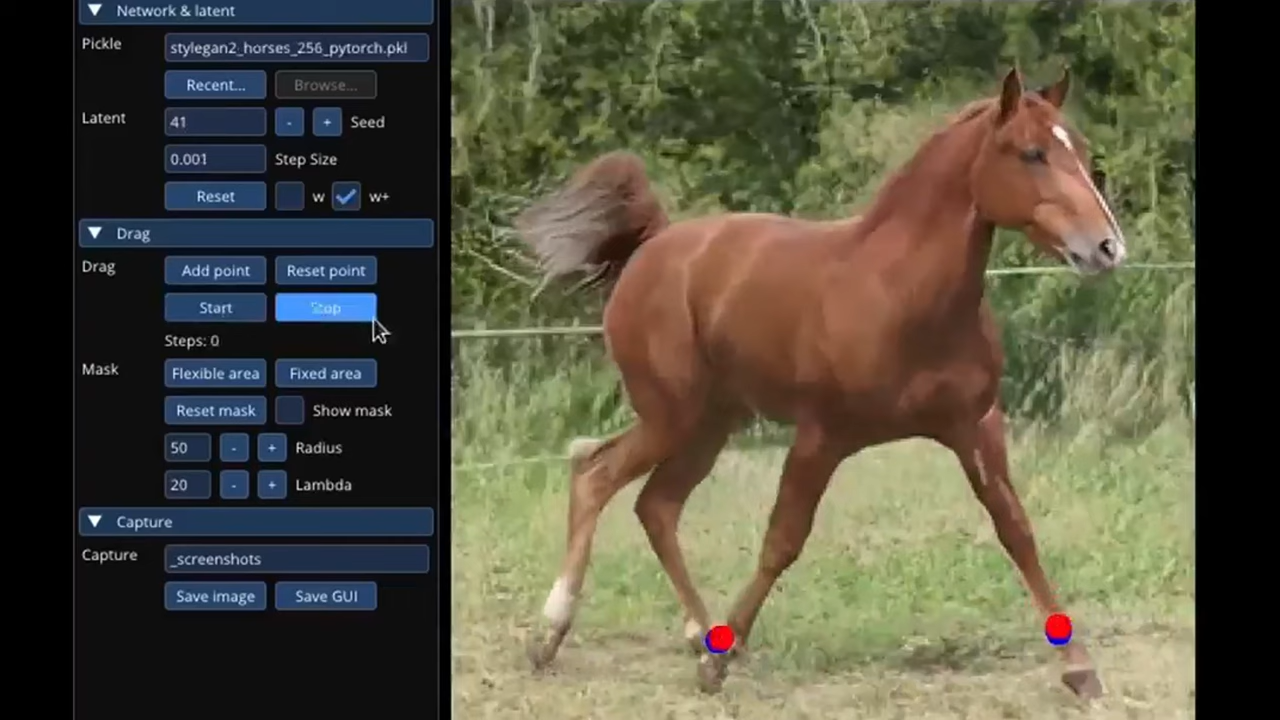 Network & latent
Pickle stylegan2_horses_256_pytorch.pkl
Recent... Browse...
Latent 41 - + Seed
0.001 Step Size
Reset w w+
Drag
Drag Add point Reset point
Start Stop
Steps: 0
Mask Flexible area Fixed area
Reset mask Show mask
50 - + Radius
20 - + Lambda
Capture
Capture _screenshots
Save image Save GUI